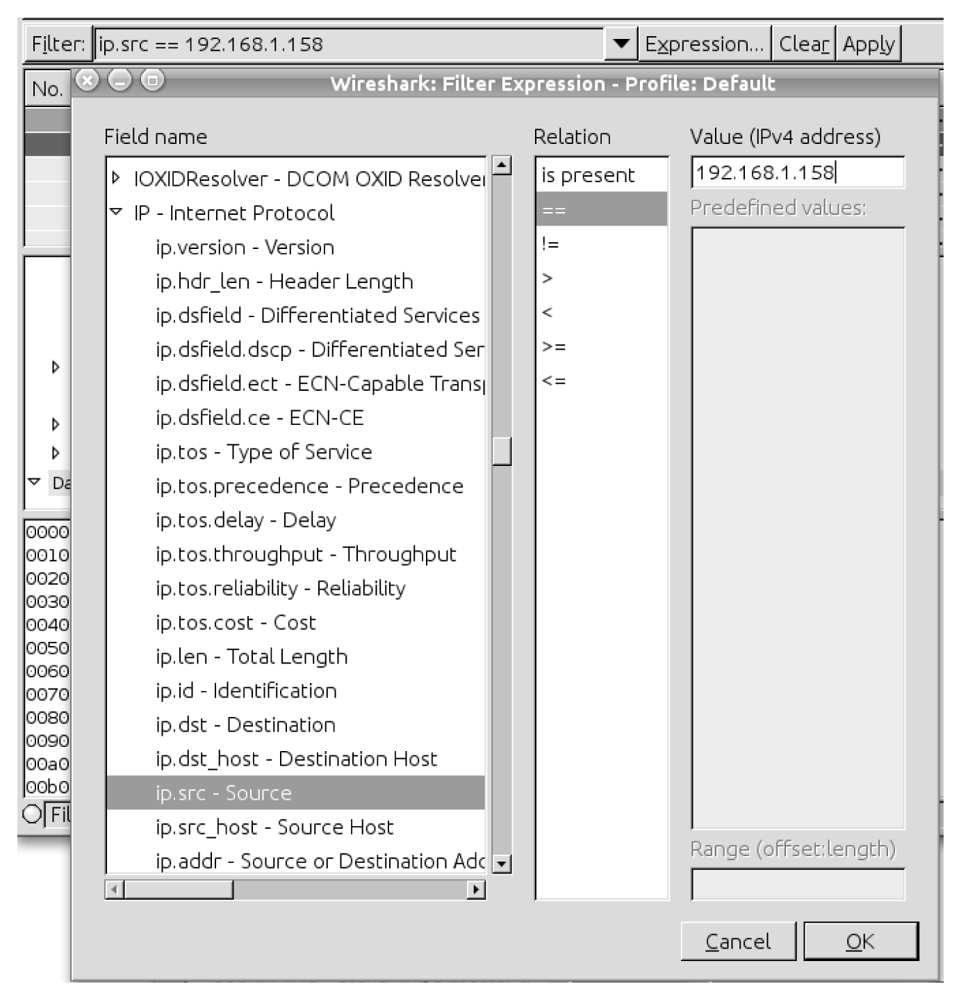 Filter: ip.src == 192.168.1.158 Expression... Clear Apply
No. Wireshark: Filter Expression - Profile: Default
Field name Relation Value (IPv4 address)
IOXIDResolver - DCOM OXID Resolver is present 192.168.1.158
IP - Internet Protocol == Predefined values:
ip.version - Version !=
ip.hdr_len - Header Length >
ip.dsfield - Differentiated Services <
ip.dsfield.dscp - Differentiated Ser >=
ip.dsfield.ect - ECN-Capable Transp <=
ip.dsfield.ce - ECN-CE
ip.tos - Type of Service
Da ip.tos.precedence - Precedence
ip.tos.delay - Delay
0000
0010 ip.tos.throughput - Throughput
0020
0030 ip.tos.reliability - Reliability
0040 ip.tos.cost - Cost
0050 ip.len - Total Length
0060
0070 ip.id - Identification
0080 ip.dst - Destination
0090
00a0 ip.dst_host - Destination Host
00b0 ip.src - Source
Fil ip.src_host - Source Host
ip.addr - Source or Destination Add Range (offset:length)
Cancel OK